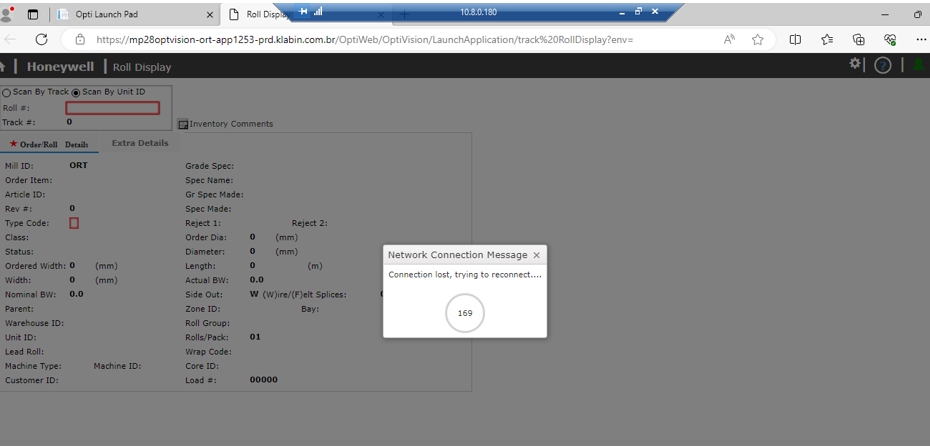 Opti Launch Pad
Roll Display
10.8.0.180
https://mp28optvision-ort-app1253-prd.klabin.com.br/OptiWeb/OptiVision/LaunchApplication/track%20RollDisplay?env=
Honeywell | Roll Display
Scan By Track Scan By Unit ID
Roll #:
Track #: 0
Inventory Comments
* Order/Roll Details Extra Details
Mill ID: ORT Grade Spec:
Order Item: Spec Name:
Article ID: Gr Spec Made:
Rev #: 0 Spec Made:
Type Code: Reject 1: Reject 2:
Class: Order Dia: 0 (mm)
Status: Diameter: 0 (mm)
Ordered Width: 0 (mm) Length: 0 (m)
Width: 0 (mm) Actual BW: 0.0
Nominal BW: 0.0 Side Out: W (W)ire/(F)elt Splices:
Parent: Zone ID: Bay:
Warehouse ID: Roll Group:
Unit ID: Rolls/Pack: 01
Lead Roll: Wrap Code:
Machine Type: Machine ID: Core ID:
Customer ID: Load #: 00000
Network Connection Message
Connection lost, trying to reconnect....
169